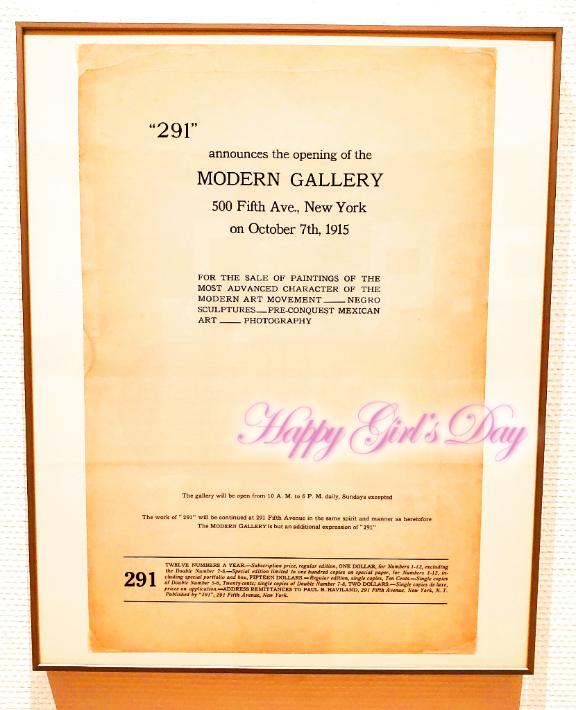 “291”
announces the opening of the
MODERN GALLERY
500 Fifth Ave., New York
on October 7th, 1915
FOR THE SALE OF PAINTINGS OF THE
MOST ADVANCED CHARACTER OF THE
MODERN ART MOVEMENT ___ NEGRO
SCULPTURES __ PRE-CONQUEST MEXICAN
ART ___ PHOTOGRAPHY
Happy Girl's Day
The gallery will be open from 10 A. M. to 6 P. M. daily, Sundays excepted
The work of "291" will be continued at 291 Fifth Avenue in the same spirit and manner as heretofore
The MODERN GALLERY is but an additional expression of "291"
291
TWELVE NUMBERS A YEAR.—Subscription price, regular edition, ONE DOLLAR, for Numbers 1-12, excluding
the Double Number 7-8.—Special edition limited to one hundred copies on special paper, for Numbers 1-12, in-
cluding special portfolio and box, FIFTEEN DOLLARS.—Regular edition, single copies, Ten Cents.—Single copies
of Double Number 5-6, Twenty cents; single copies of Double Number 7-8, TWO DOLLARS.—Single copies de luxe,
prices on application.—ADDRESS REMITTANCES TO PAUL B. HAVILAND, 291 Fifth Avenue, New York, N. Y.
Published by "291", 291 Fifth Avenue, New York.